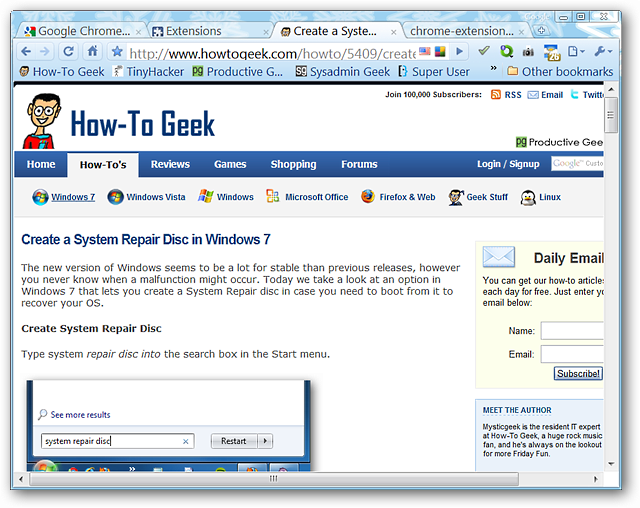 Google
Google Chrome...
Extensions
Create a Syste...
chrome-extension...
http://www.howtogeek.com/howto/5409/create
26
How-To Geek
TinyHacker
Productive G...
Sysadmin Geek
Super User
»
Other bookmarks
Join 100,000 Subscribers:
RSS
Email
Twitte
How-To Geek
pg Productive Gee
Home
How-To's
Reviews
Games
Shopping
Forums
Login / Signup
Google™ Custo
Windows 7
Windows Vista
Windows
Microsoft Office
Firefox & Web
Geek Stuff
Linux
Create a System Repair Disc in Windows 7
The new version of Windows seems to be a lot for stable than previous releases, however
you never know when a malfunction might occur. Today we take a look at an option in
Windows 7 that lets you create a System Repair disc in case you need to boot from it to
recover your OS.
Create System Repair Disc
Type system repair disc into the search box in the Start menu.
See more results
system repair disc
Restart
Daily Email
You can get our how-to articles
each day for free. Just enter yo
email below:
Name:
Email:
Subscribe!
MEET THE AUTHOR
Mysticgeek is the resident IT expert
at How-To Geek, a huge rock music
fan, and he's always on the lookout
for more Friday Fun.